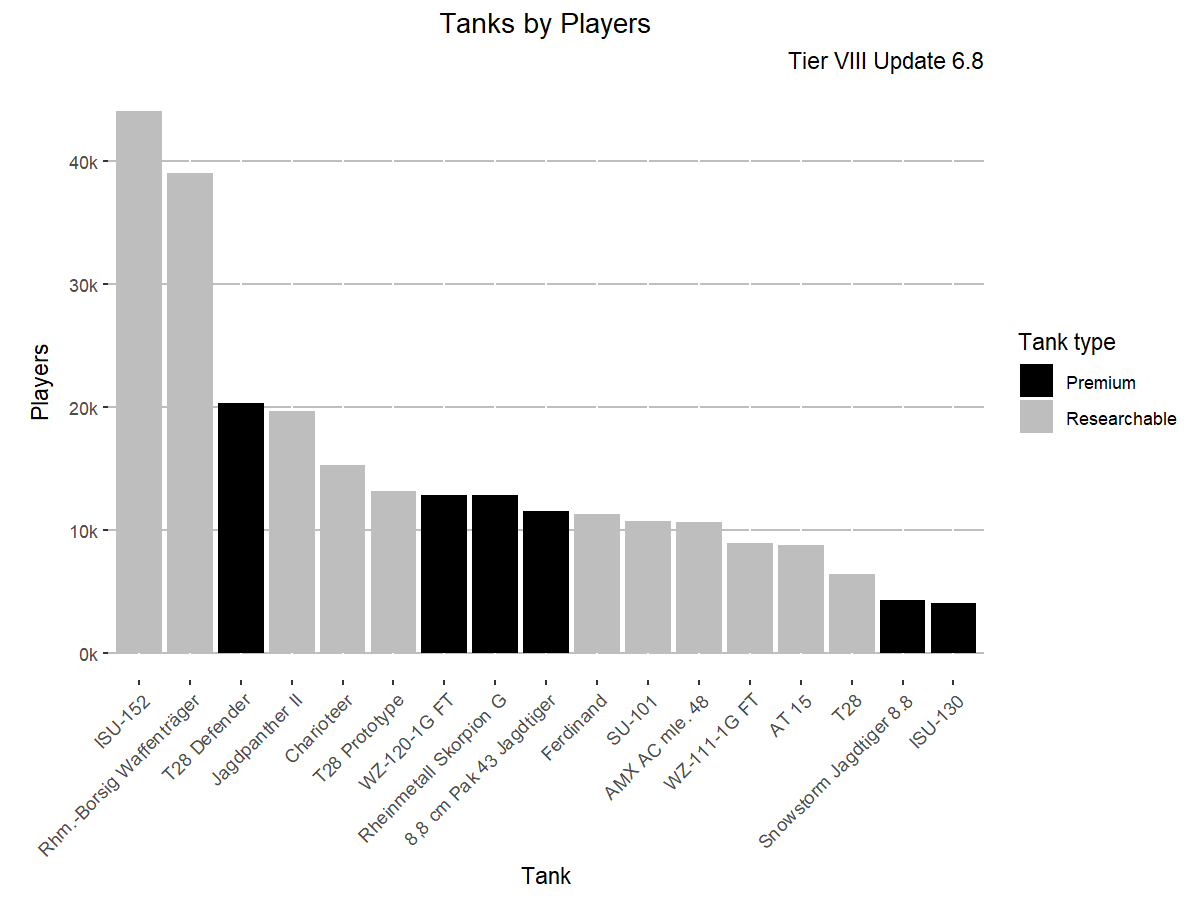 Tanks by Players
Tier VIII Update 6.8
Players
40k
30k
20k
10k
0k
ISU-152
Rhm.-Borsig Waffenträger
T28 Defender
Jagdpanther II
Charioteer
T28 Prototype
WZ-120-1G FT
Rheinmetall Skorpion G
8,8 cm Pak 43 Jagdtiger
Ferdinand
SU-101
AMX AC mle. 48
WZ-111-1G FT
AT 15
T28
Snowstorm Jagdtiger 8.8
ISU-130
Tank
Tank type
Premium
Researchable